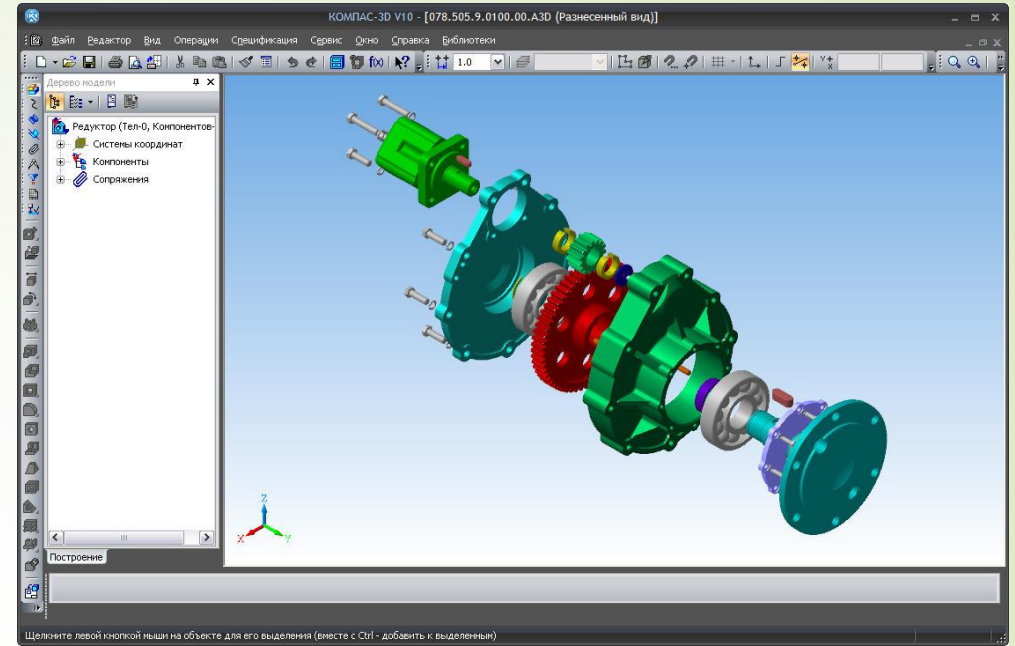 КОМПАС-3D V10 - [078.505.9.0100.00.A3D (Разнесенный вид)]
Файл Редактор Вид Операции Спецификация Сервис Окно Справка Библиотеки
1.0
Дерево модели
Редуктор (Тел-0, Компонентов-
Системы координат
Компоненты
Сопряжения
Z
X
Y
Построение
Щелкните левой кнопкой мыши на объекте для его выделения (вместе с Ctrl - добавить к выделенным)